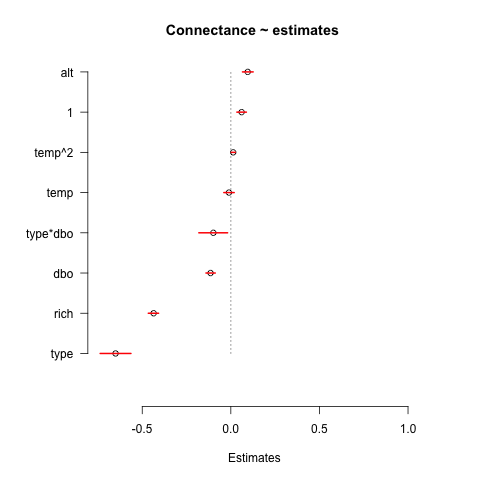 Connectance ~ estimates
alt
1
temp^2
temp
type*dbo
dbo
rich
type
-0.5 0.0 0.5 1.0
Estimates